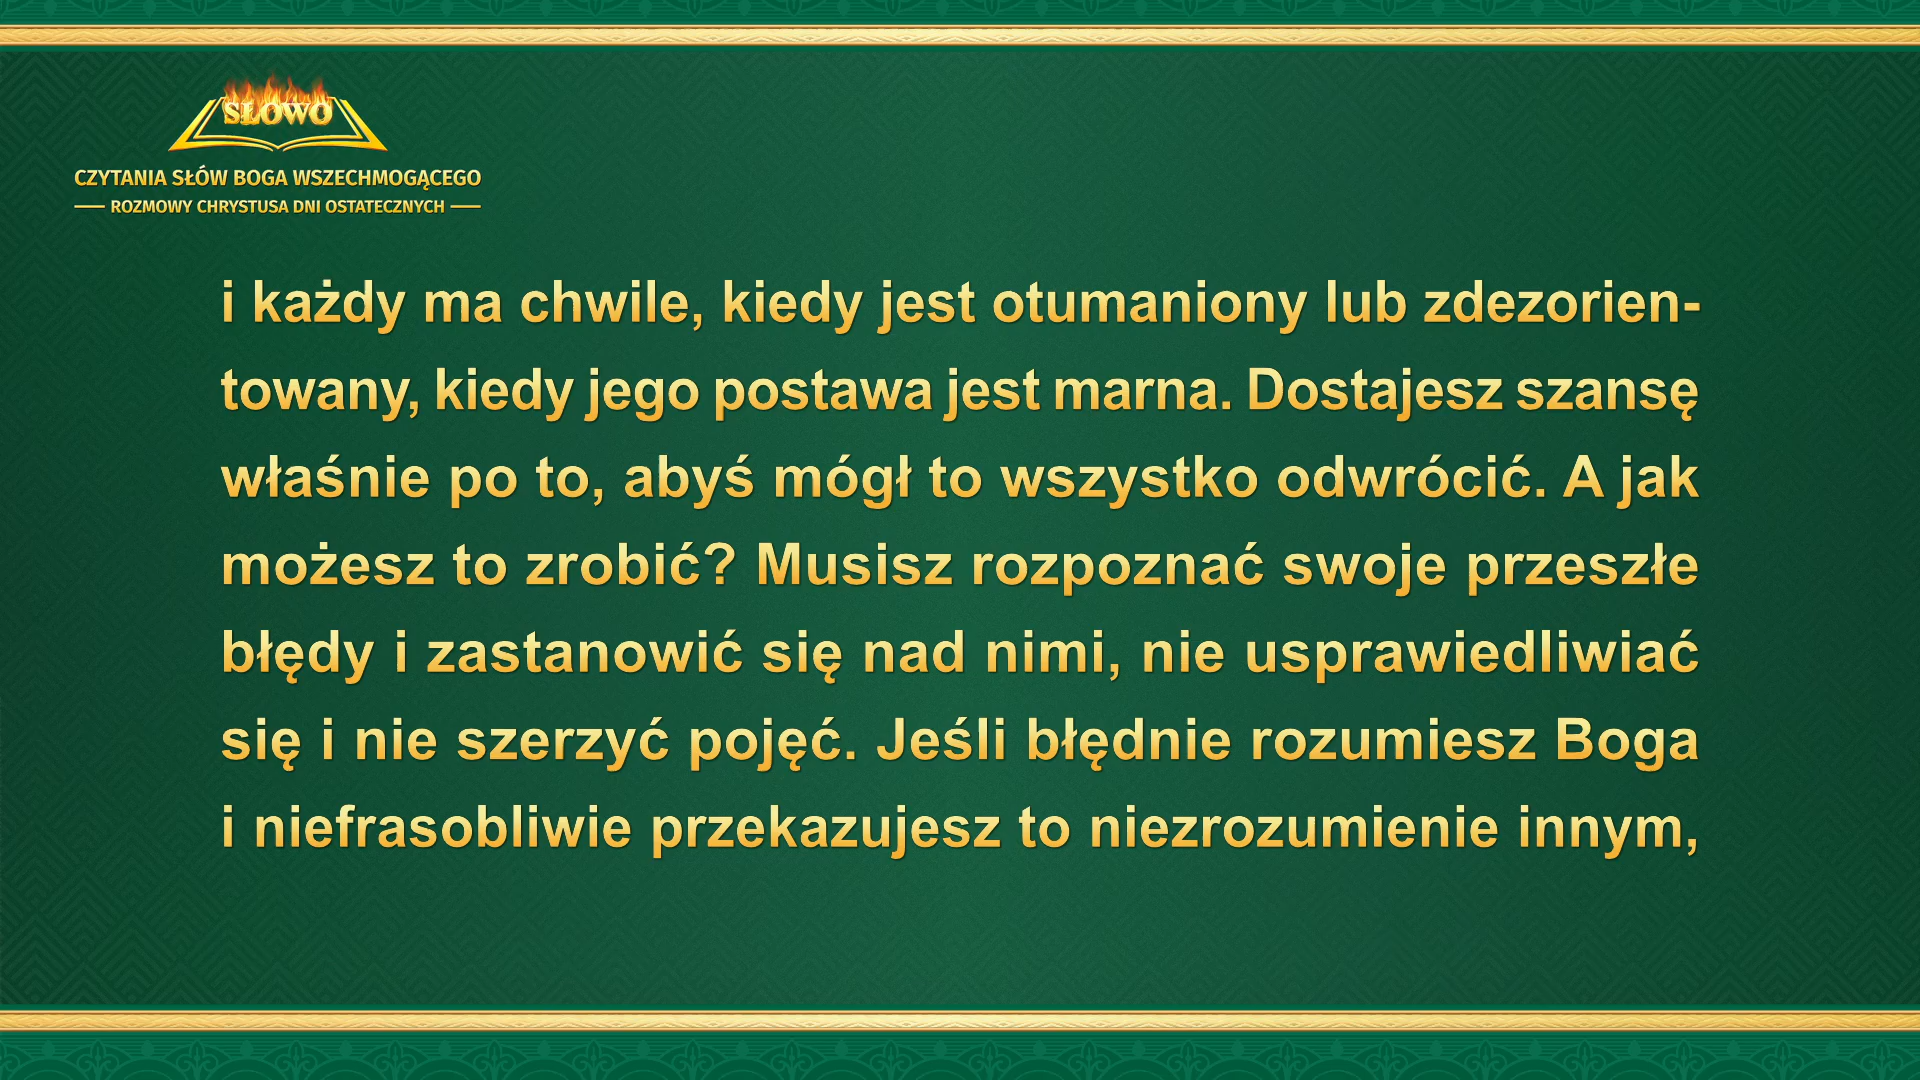 SŁOWO
CZYTANIA SŁÓW BOGA WSZECHMOGĄCEGO
ROZMOWY CHRYSTUSA DNI OSTATECZNYCH
i każdy ma chwile, kiedy jest otumaniony lub zdezorien-
towany, kiedy jego postawa jest marna. Dostajesz szansę
właśnie po to, abyś mógł to wszystko odwrócić. A jak
możesz to zrobić? Musisz rozpoznać swoje przeszłe
błędy i zastanowić się nad nimi, nie usprawiedliwiać
się i nie szerzyć pojęć. Jeśli błędnie rozumiesz Boga
i niefrasobliwie przekazujesz to niezrozumienie innym,